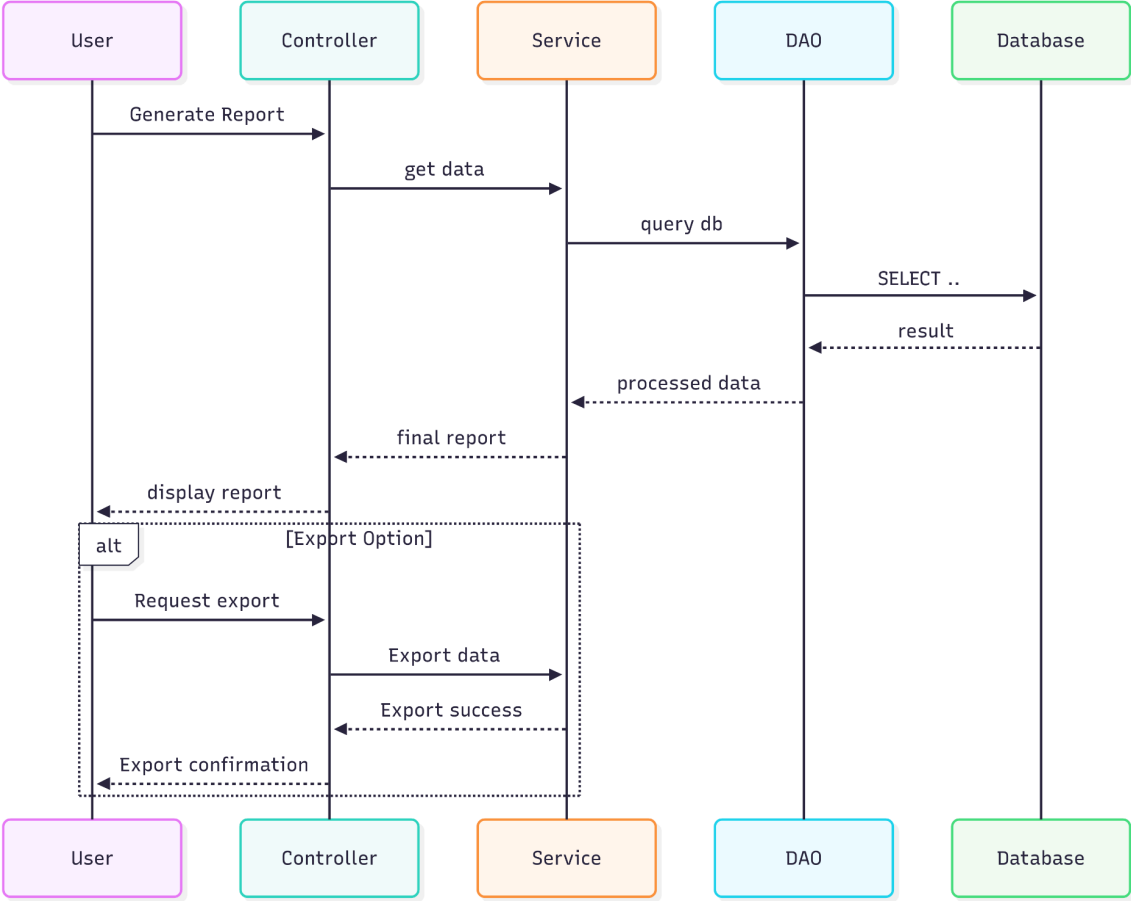 User
Controller
Service
DAO
Database
Generate Report
get data
query db
SELECT ..
result
processed data
final report
display report
alt
[Export Option]
Request export
Export data
Export success
Export confirmation
User
Controller
Service
DAO
Database